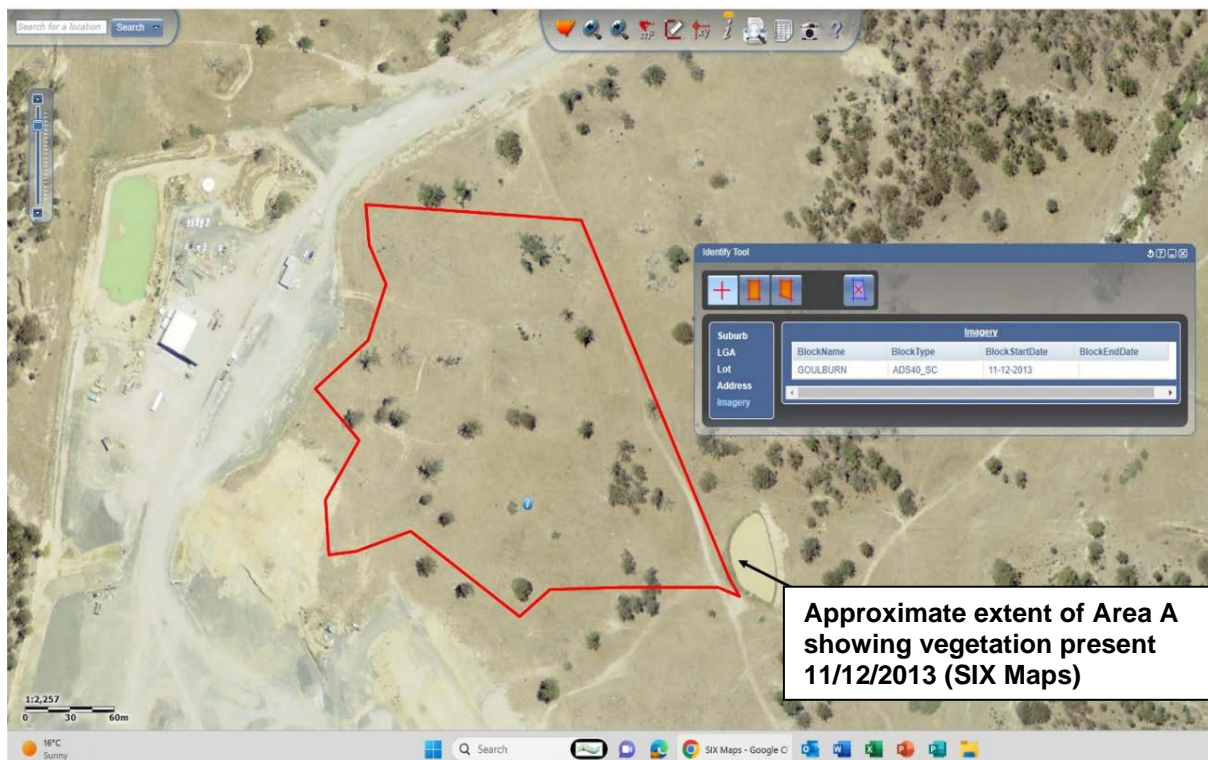 Search for a location
Search
m²
xy
i
?
Identify Tool
Suburb
LGA
Lot
Address
Imagery
Imagery
BlockName BlockType BlockStartDate BlockEndDate
GOULBURN ADS40_SC 11-12-2013
i
Approximate extent of Area A
showing vegetation present
11/12/2013 (SIX Maps)
1:2,257
0 30 60m
16°C
Sunny
Search
SIX Maps - Google C